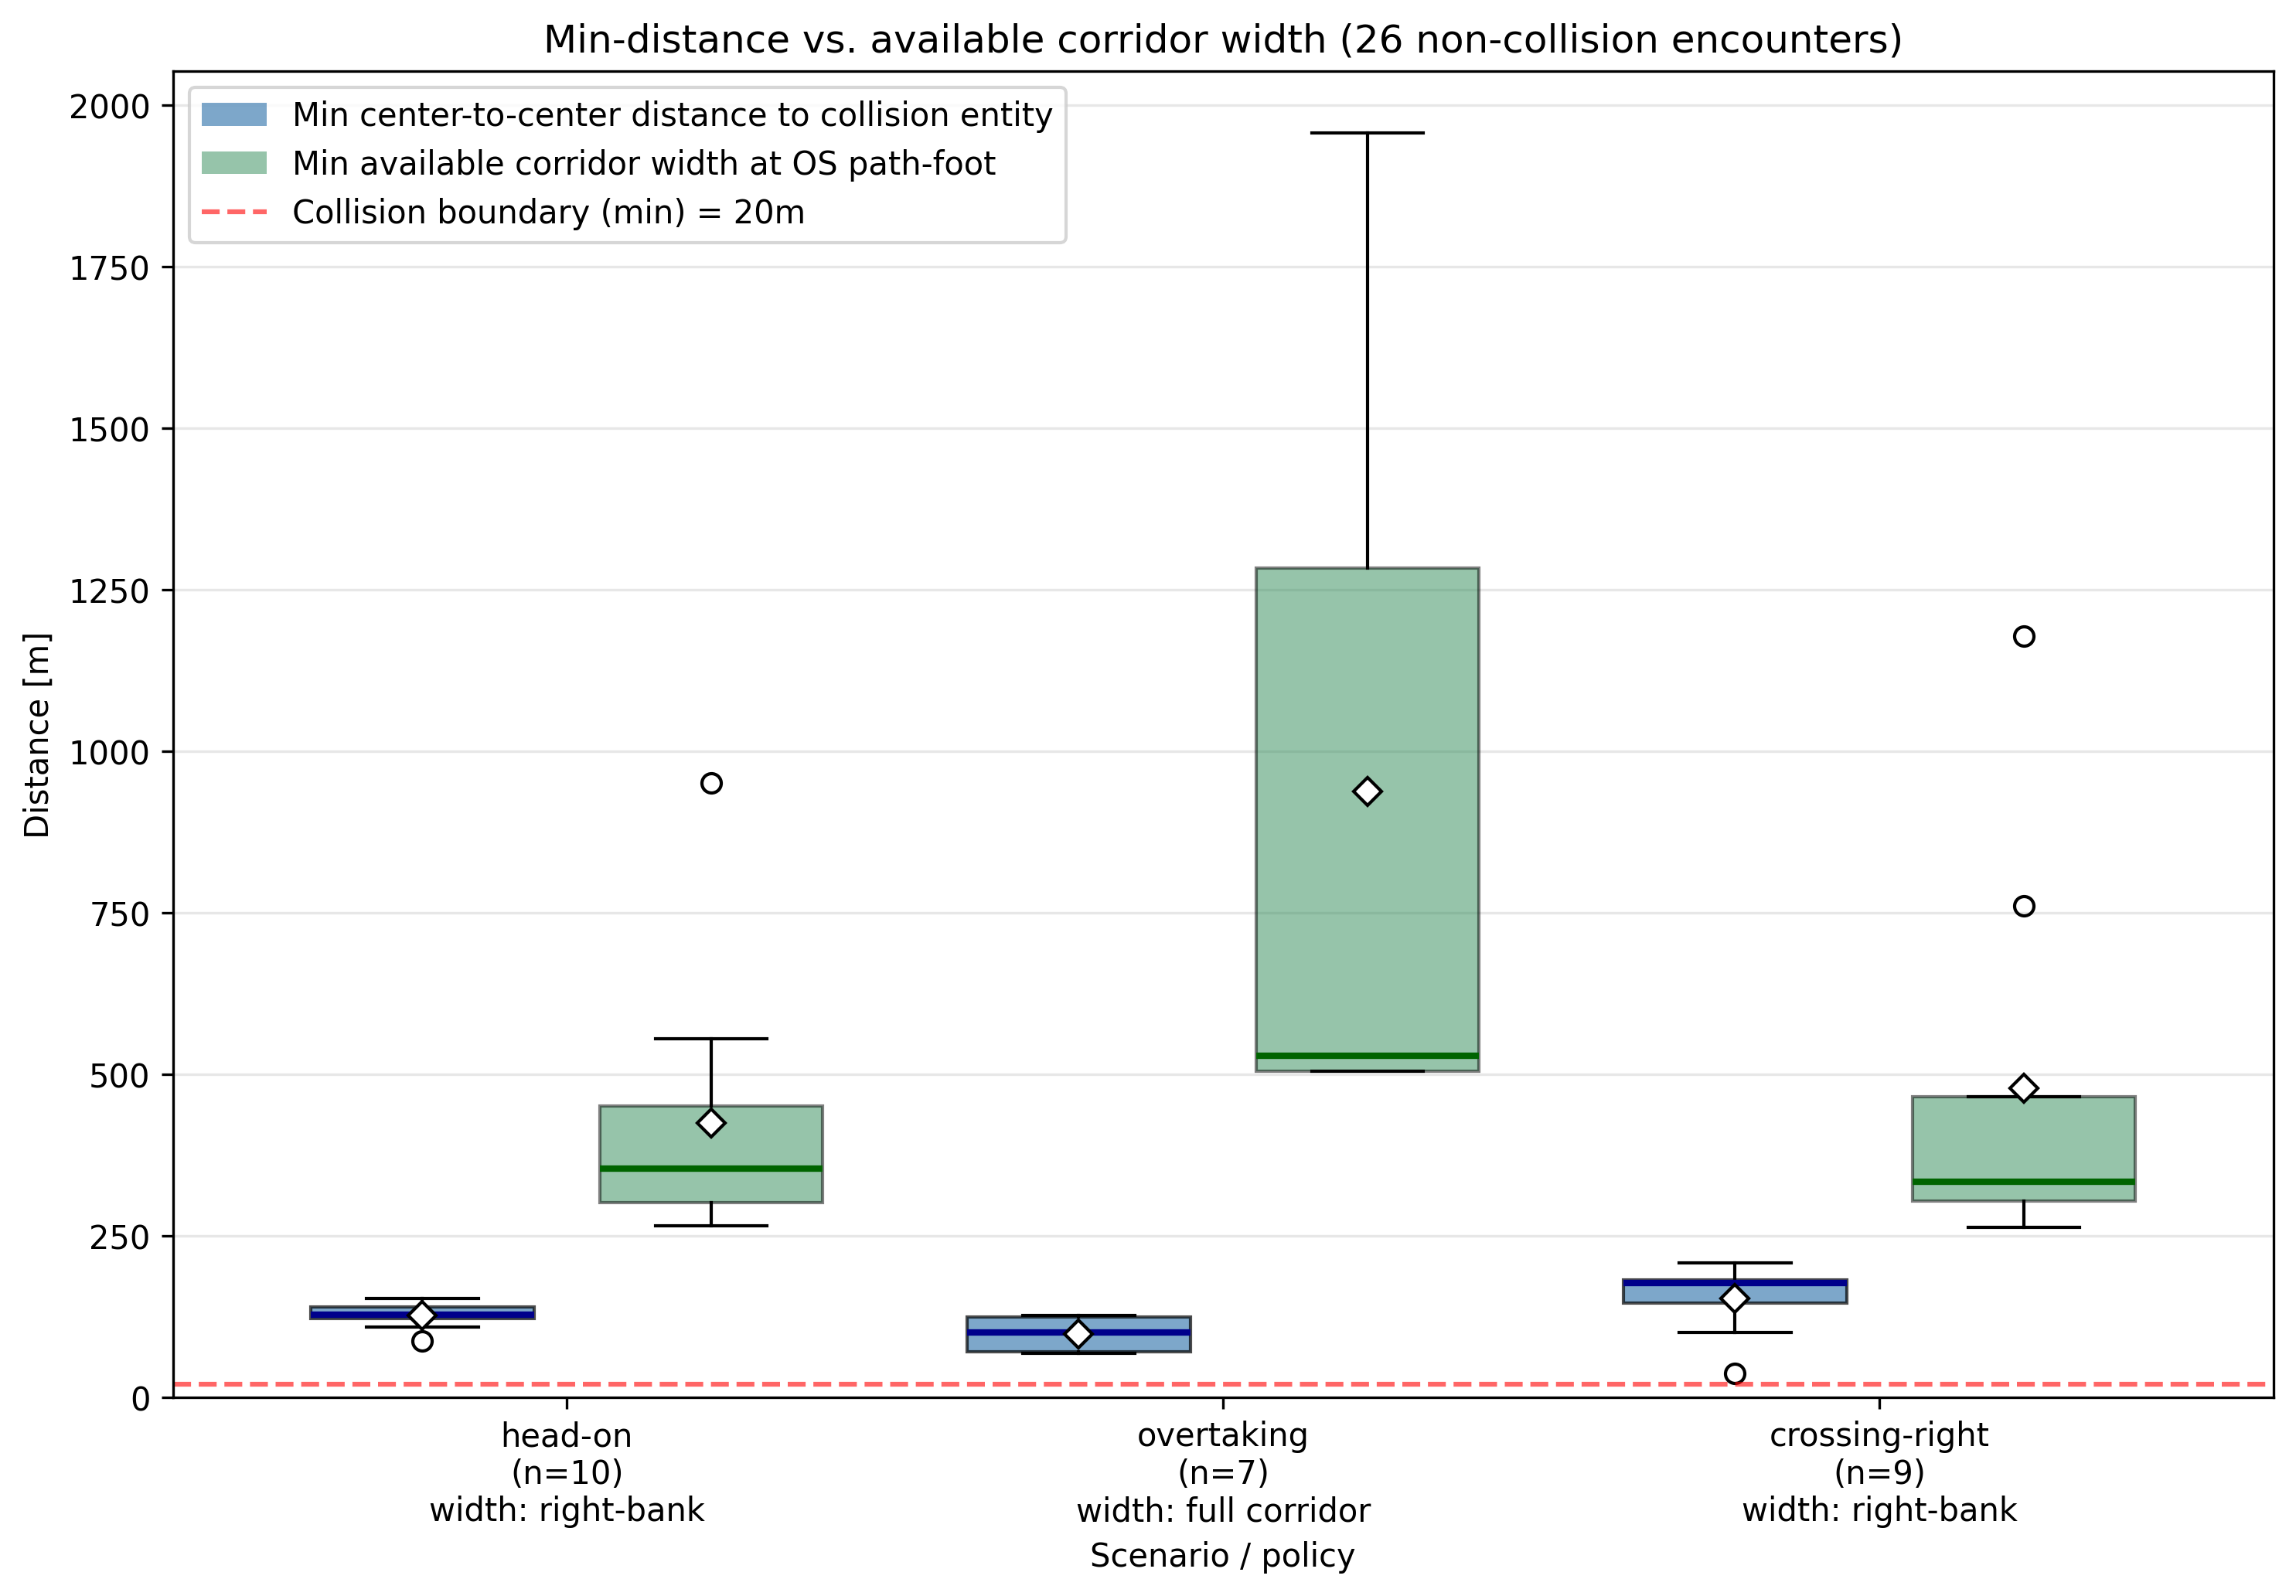 Min-distance vs. available corridor width (26 non-collision encounters)
Min center-to-center distance to collision entity
Min available corridor width at OS path-foot
Collision boundary (min) = 20m
Distance [m]
2000
1750
1500
1250
1000
750
500
250
0
head-on
(n=10)
width: right-bank
overtaking
(n=7)
width: full corridor
crossing-right
(n=9)
width: right-bank
Scenario / policy